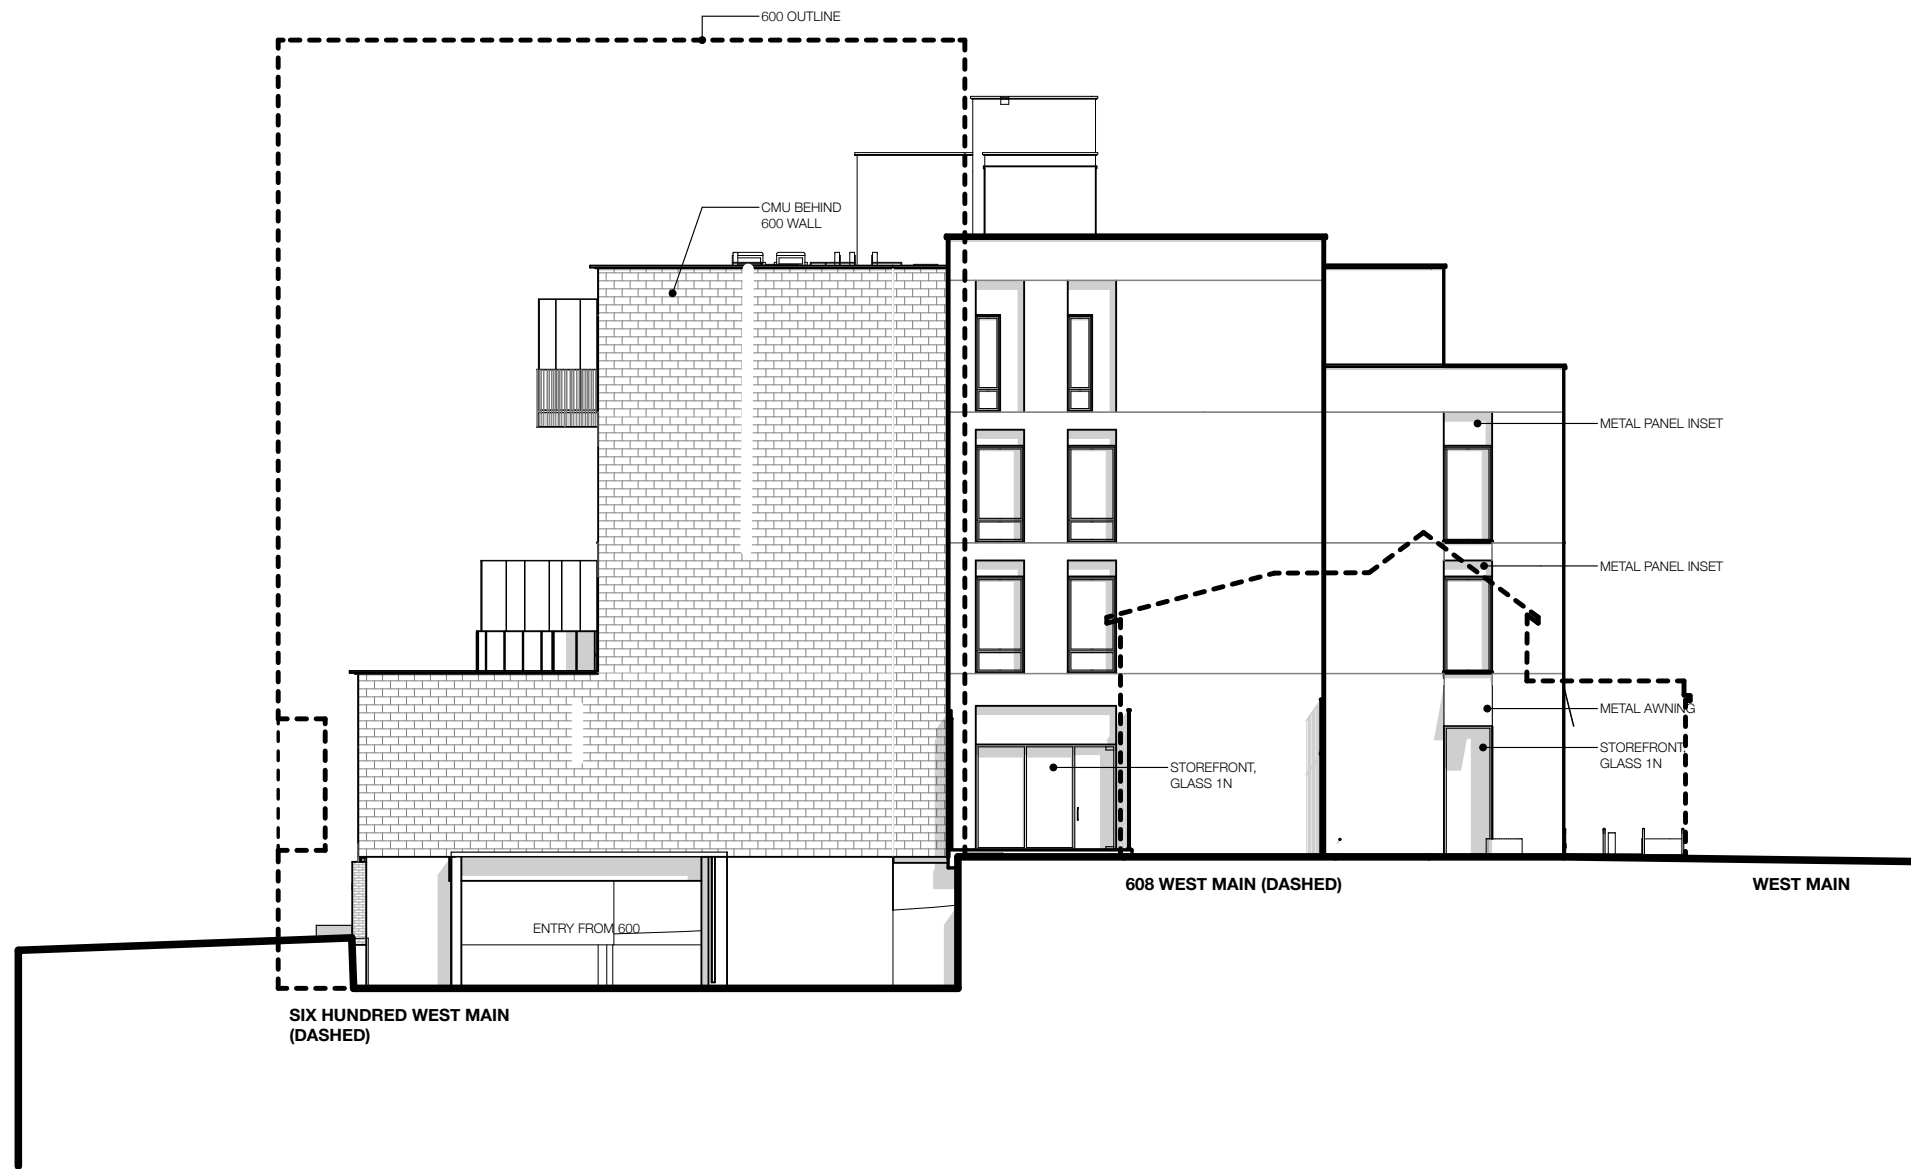 600 OUTLINE
CMU BEHIND
600 WALL
METAL PANEL INSET
METAL PANEL INSET
METAL AWNING
STOREFRONT,
GLASS 1N
STOREFRONT,
GLASS 1N
608 WEST MAIN (DASHED)
WEST MAIN
ENTRY FROM 600
SIX HUNDRED WEST MAIN
(DASHED)